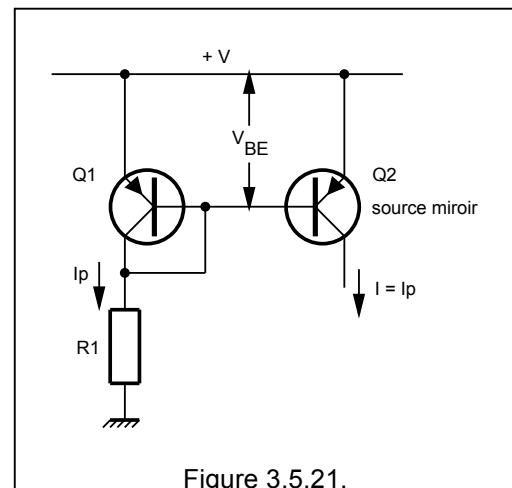 + V
V BE
Q1
Q2
source miroir
Ip
I = Ip
R1
Figure 3.5.21.